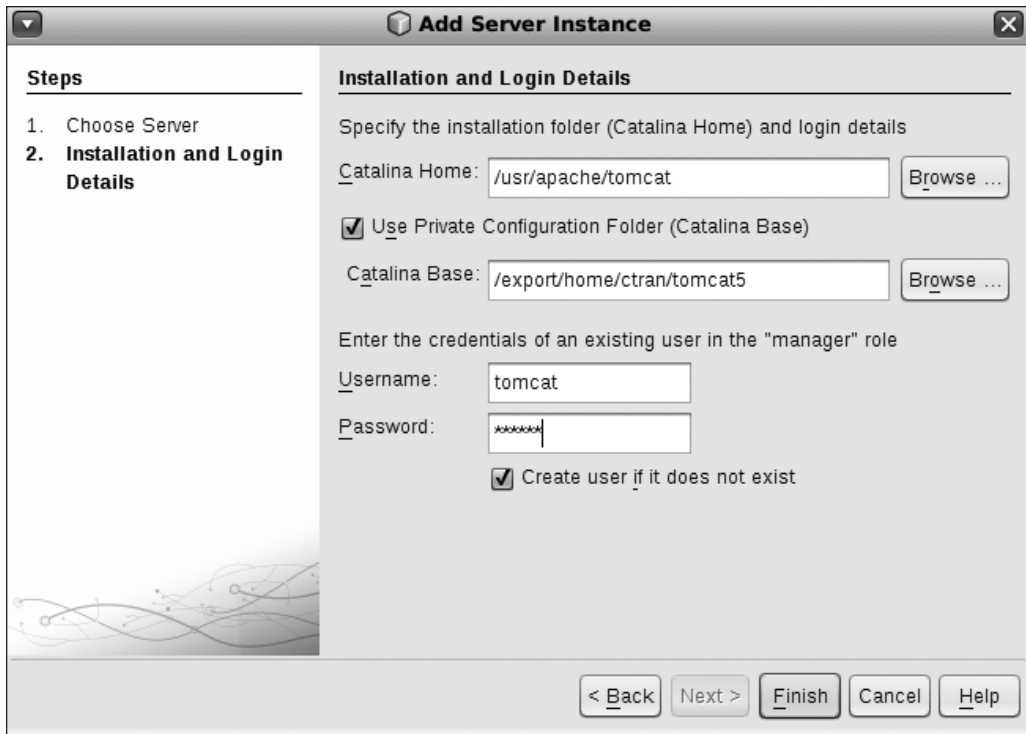 Add Server Instance
Steps
1. Choose Server
2. Installation and Login
Details
Installation and Login Details
Specify the installation folder (Catalina Home) and login details
Catalina Home: /usr/apache/tomcat Browse ...
Use Private Configuration Folder (Catalina Base)
Catalina Base: /export/home/ctran/tomcat5 Browse ...
Enter the credentials of an existing user in the "manager" role
Username: tomcat
Password: ******
Create user if it does not exist
< Back Next > Finish Cancel Help